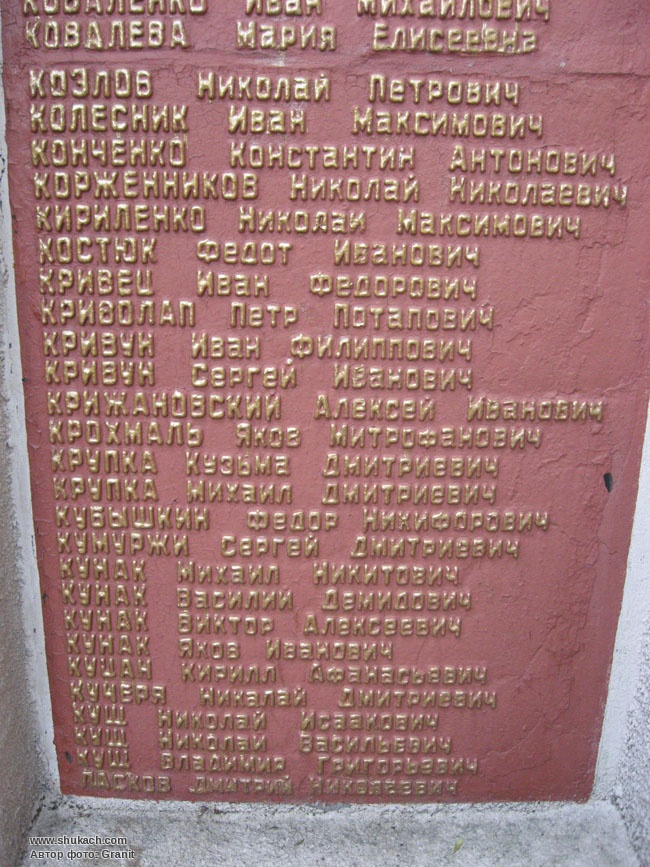 КОВАЛЕНКО Иван Михайлович
КОВАЛЕВА Мария Елисеевна
КОЗЛОВ Николай Петрович
КОЛЕСНИК Иван Максимович
КОНЧЕНКО Константин Антонович
КОРЖЕННИКОВ Николай Николаевич
КИРИЛЕНКО Николай Максимович
КОСТЮК Федот Иванович
КРИВЕЦ Иван Федорович
КРИВОЛАП Петр Потапович
КРИВУН Иван Филиппович
КРИВУН Сергей Иванович
КРИЖАНОВСКИЙ Алексей Иванович
КРОХМАЛЬ Яков Митрофанович
КРУПКА Кузьма Дмитриевич
КРУПКА Михаил Дмитриевич
КУБЫШКИН Федор Никифорович
КУМУРЖИ Сергей Дмитриевич
КУНАК Михаил Никитович
КУНАК Василий Демидович
КУНАК Виктор Алексеевич
КУНАК Яков Иванович
Кирилл Афанасьевич
КУЧЕРЯ Николай Дмитриевич
КУЩ Николай Исаакович
КУЩ Николай Васильевич
КУЩ Владимир Григорьевич
ЛАСКОВ Дмитрий Николаевич
www.shukach.com
Автор фото- Granit